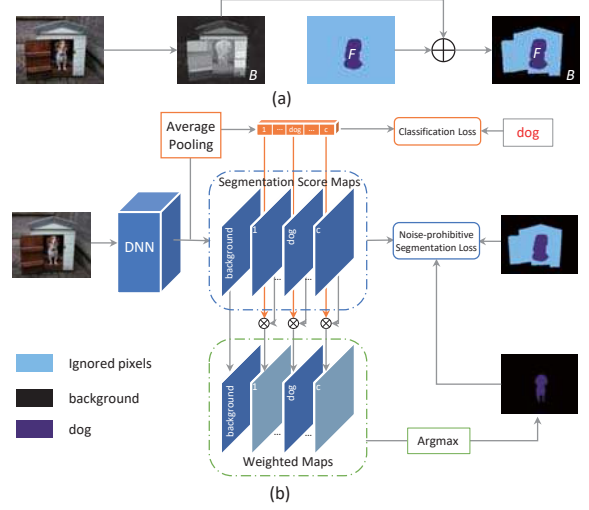 B
F
F
B
(a)
Average
Pooling
1 ... dog ... c
Classification Loss
dog
Segmentation Score Maps
DNN
background
1
dog
c
... ...
Noise-prohibitive
Segmentation Loss
Ignored pixels
background
dog
background
1
dog
c
... ...
Weighted Maps
Argmax
(b)